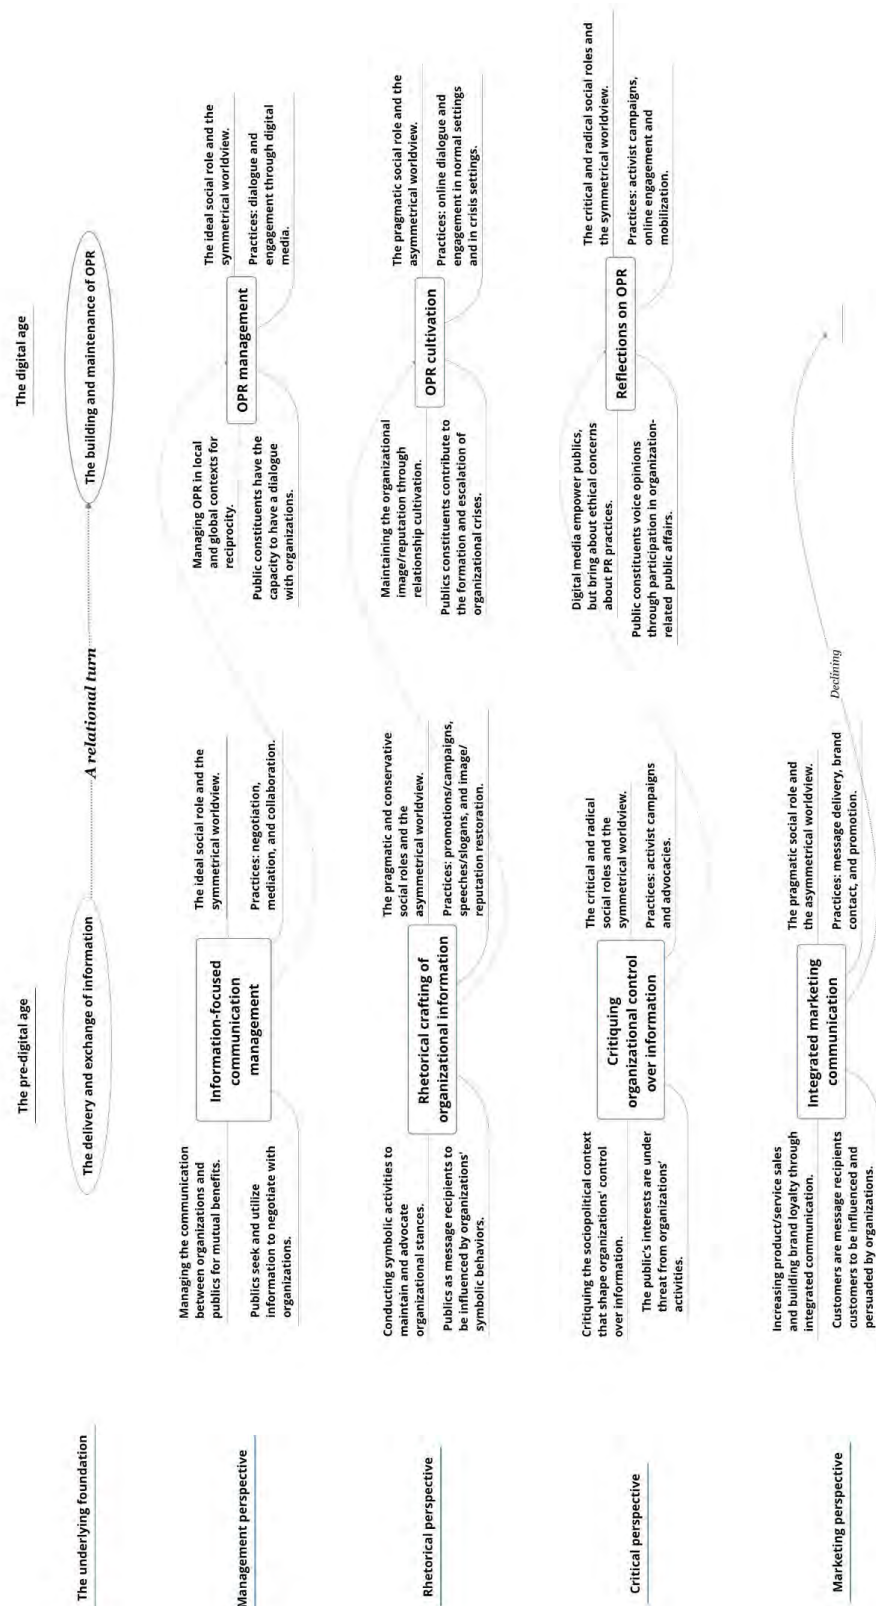 The pre-digital age
The digital age
The underlying foundation
The delivery and exchange of information
A relational turn
The building and maintenance of OPR
Management perspective
Managing the communication
between organizations and
publics for mutual benefits.
Publics seek and utilize
information to negotiate with
organizations.
Information-focused
communication
management
The ideal social role and the
symmetrical worldview.
Practices: negotiation,
mediation, and collaboration.
Managing OPR in local
and global contexts for
reciprocity.
Public constituents have the
capacity to have a dialogue
with organizations.
OPR management
The ideal social role and the
symmetrical worldview.
Practices: dialogue and
engagement through digital
media.
Rhetorical perspective
Conducting symbolic activities to
maintain and advocate
organizational stances.
Publics as message recipients to
be influenced by organizations'
symbolic behaviors.
Rhetorical crafting of
organizational information
The pragmatic and conservative
social roles and the
asymmetrical worldview.
Practices: promotions/campaigns,
speeches/slogans, and image/
reputation restoration.
Maintaining the organizational
image/reputation through
relationship cultivation.
Publics constituents contribute to
the formation and escalation of
organizational crises.
OPR cultivation
The pragmatic social role and the
asymmetrical worldview.
Practices: online dialogue and
engagement in normal settings
and in crisis settings.
Critical perspective
Critiquing the sociopolitical context
that shape organizations' control
over information.
The public's interests are under
threat from organizations'
activities.
Critiquing
organizational control
over information
The critical and radical
social roles and the
symmetrical worldview.
Practices: activist campaigns
and advocacies.
Digital media empower publics,
but bring about ethical concerns
about PR practices.
Public constituents voice opinions
through participation in organization-
related public affairs.
Reflections on OPR
The critical and radical social roles and
the symmetrical worldview.
Practices: activist campaigns,
online engagement and
mobilization.
Marketing perspective
Increasing product/service sales
and building brand loyalty through
integrated communication.
Customers are message recipients
customers to be influenced and
persuaded by organizations.
Integrated marketing
communication
The pragmatic social role and
the asymmetrical worldview.
Practices: message delivery, brand
contact, and promotion.
Declining